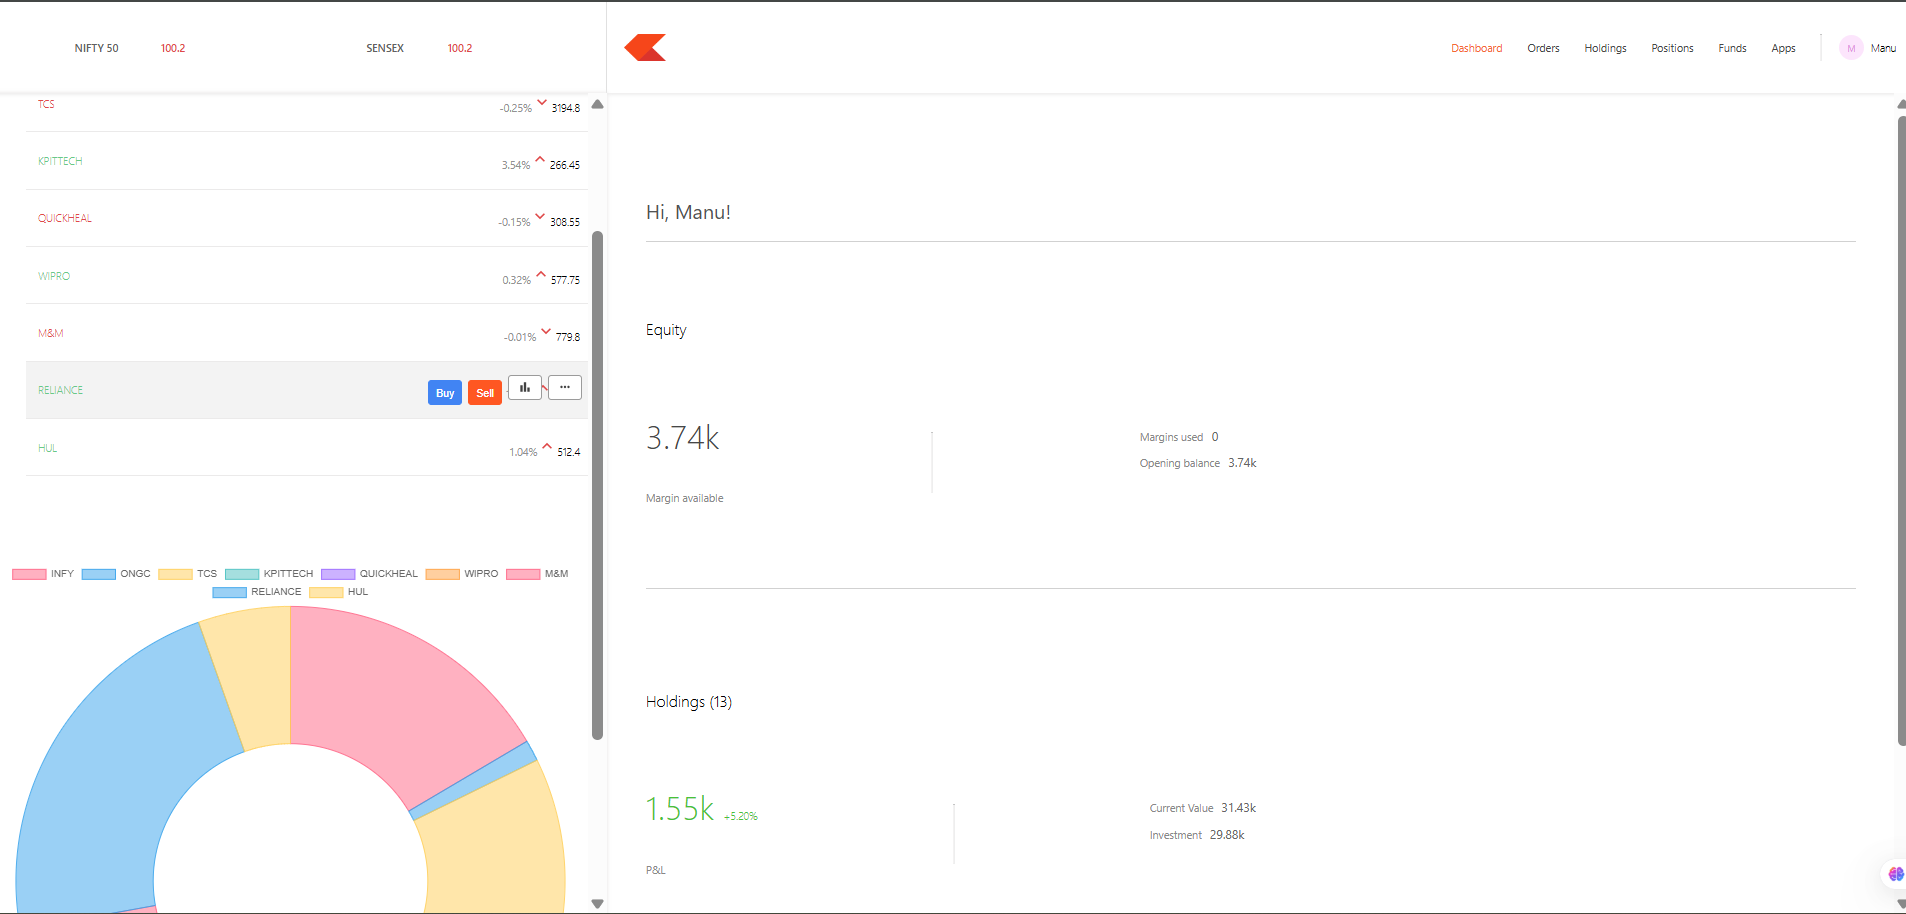 NIFTY 50 100.2 SENSEX 100.2
Dashboard Orders Holdings Positions Funds Apps M Manu
TCS -0.25% 3194.8
KPITTECH 3.54% 266.45
QUICKHEAL -0.15% 308.55
WIPRO 0.32% 577.75
M&M -0.01% 779.8
RELIANCE Buy Sell ...
HUL 1.04% 512.4
INFY ONGC TCS KPITTECH QUICKHEAL WIPRO M&M
RELIANCE HUL
Hi, Manu!
Equity
3.74k
Margin available
Margins used 0
Opening balance 3.74k
Holdings (13)
1.55k +5.20%
P&L
Current Value 31.43k
Investment 29.88k